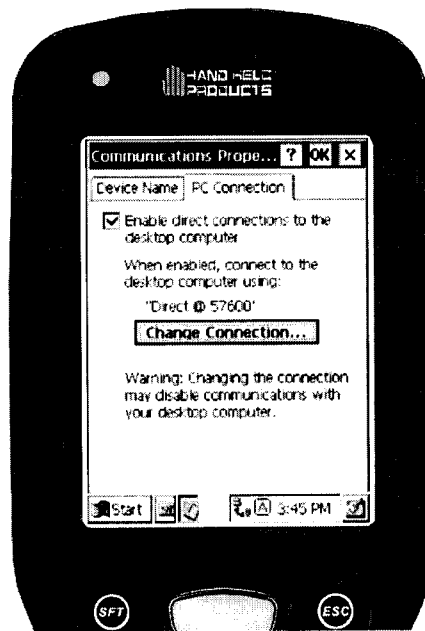 HAND HELD
PRODUCTS
Communications Prope... ? OK ×
Device Name PC Connection
Enable direct connections to the
desktop computer
When enabled, connect to the
desktop computer using:
"Direct @ 57600"
Change Connection...
Warning: Changing the connection
may disable communications with
your desktop computer.
Start A 3:45 PM
SFT ESC